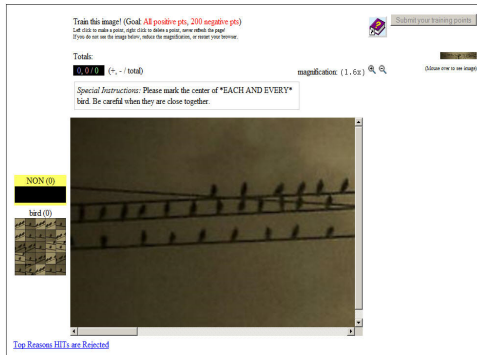 Train this image! (Goal: All positive pts, 200 negative pts)
Left click to make a point, right click to delete a point, never refresh the page!
If you do not see the image below, reduce the magnification, or restart your browser.
Submit your training points
Totals:
0, 0 / 0 (+, - / total)
magnification: (1.6x)
(Mouse over to see image)
Special Instructions: Please mark the center of *EACH AND EVERY*
bird. Be careful when they are close together.
NON (0)
bird (0)
Top Reasons HITs are Rejected